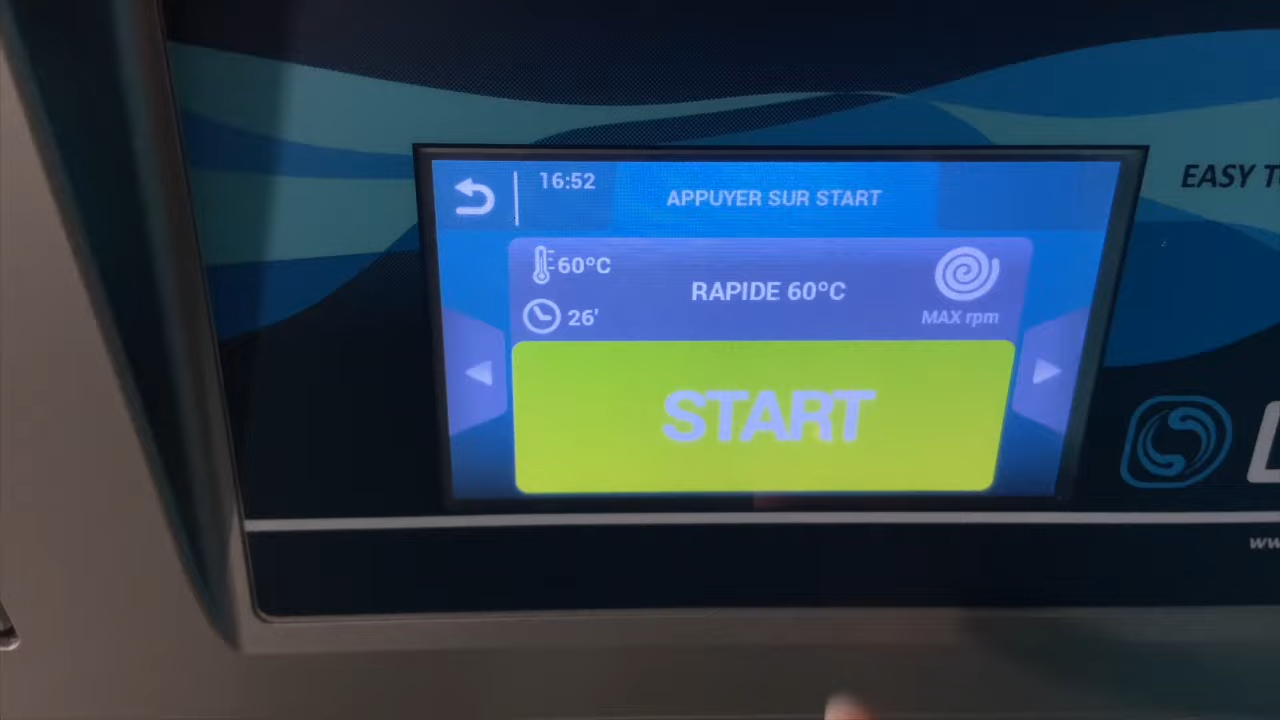 16:52
APPUYER SUR START
60°C
RAPIDE 60°C
26'
MAX rpm
START
EASY